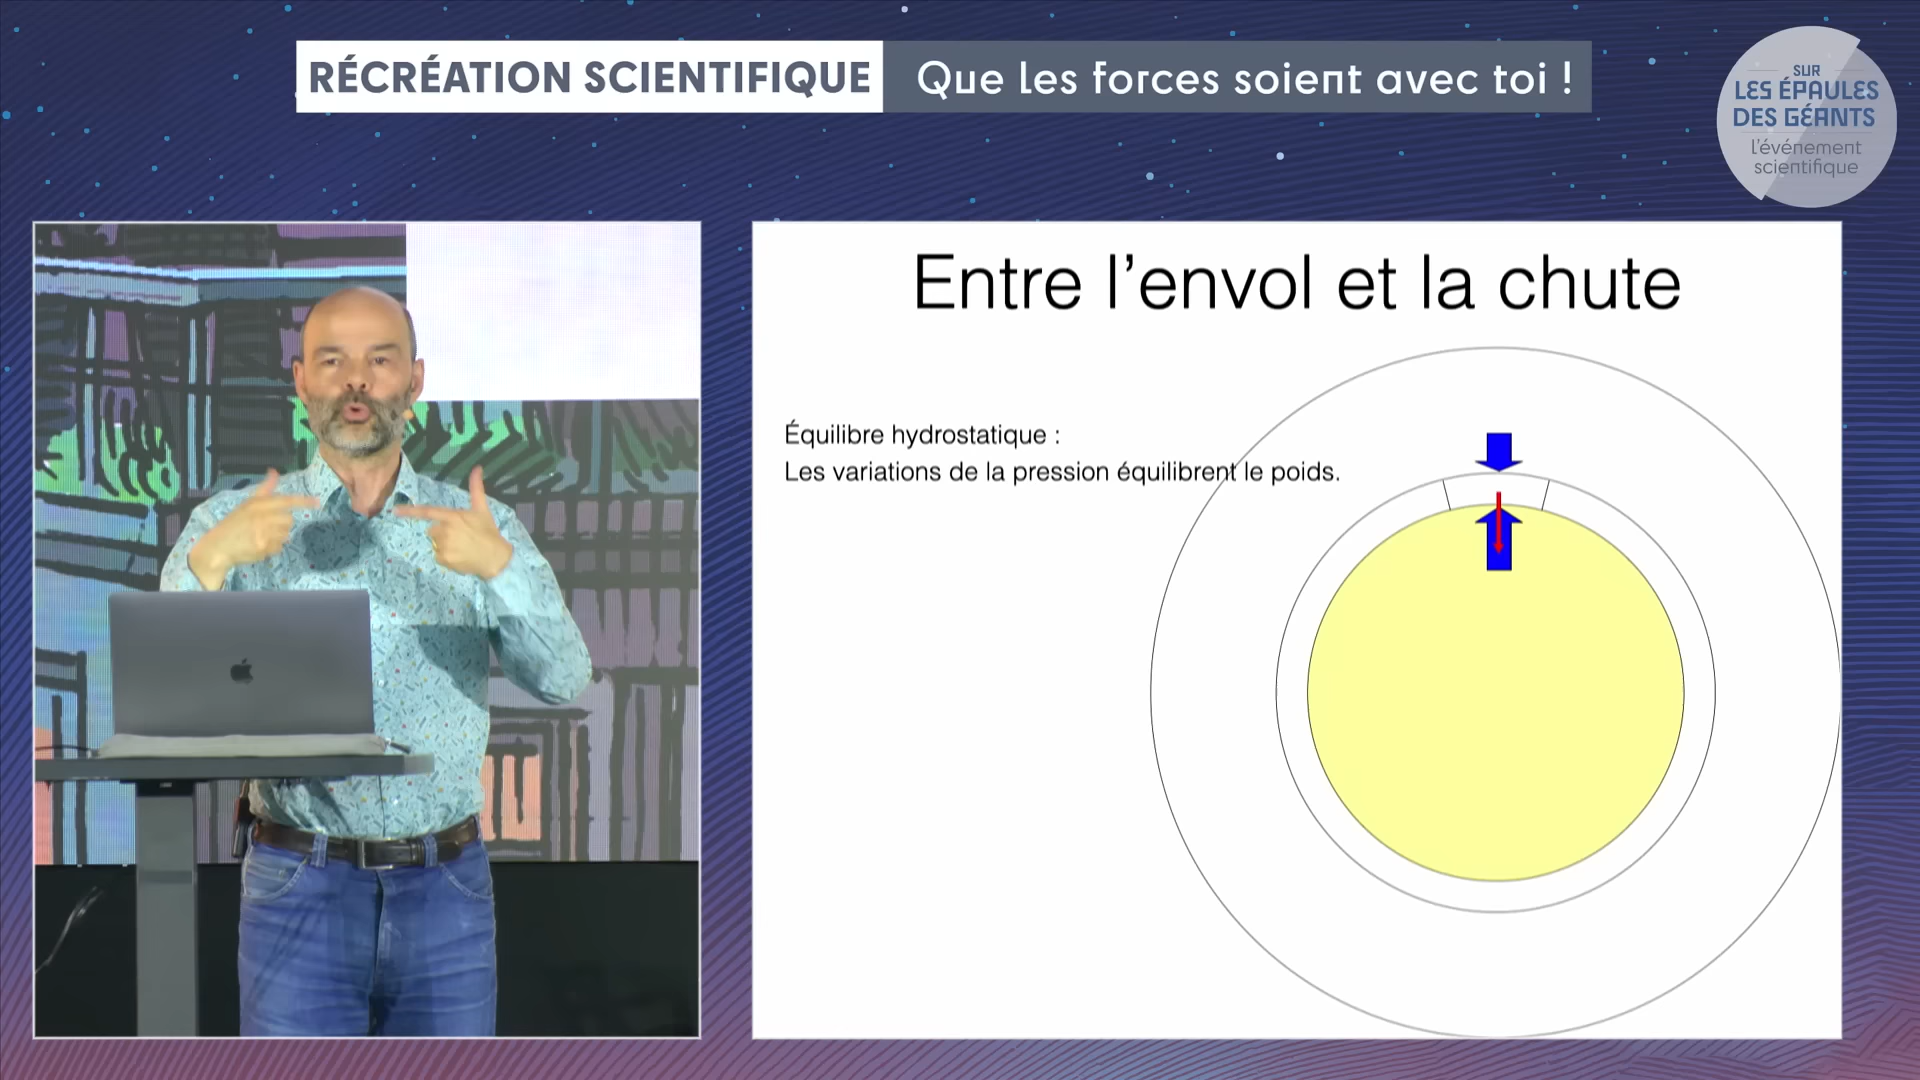 RÉCRÉATION SCIENTIFIQUE
Que les forces soient avec toi !
SUR
LES ÉPAULES
DES GÉANTS
l'événement
scientifique
Entre l'envol et la chute
Équilibre hydrostatique :
Les variations de la pression équilibrent le poids.